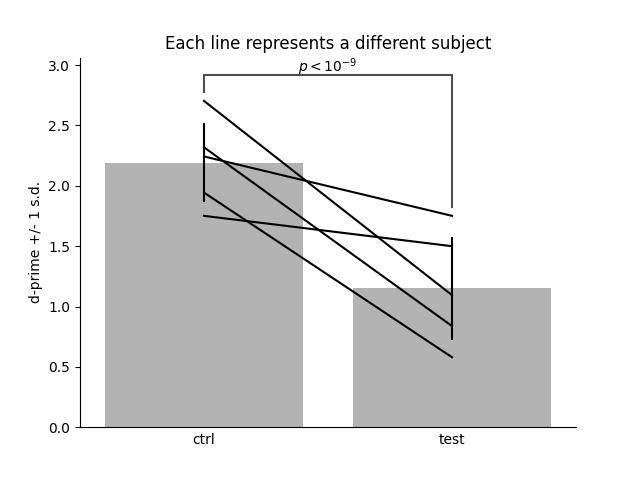 Each line represents a different subject
p < 10⁻⁹
d-prime +/- 1 s.d.
3.0
2.5
2.0
1.5
1.0
0.5
0.0
ctrl test